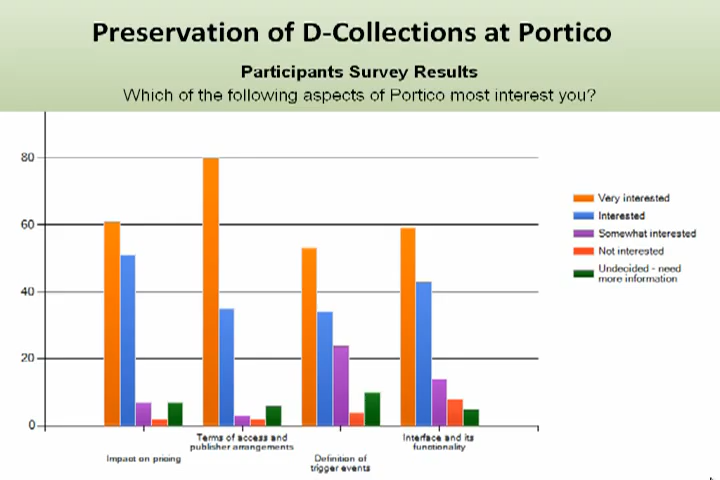 Preservation of D-Collections at Portico
Participants Survey Results
Which of the following aspects of Portico most interest you?
80
60
40
20
0
Very interested
Interested
Somewhat interested
Not interested
Undecided - need
more information
Impact on pricing
Terms of access and
publisher arrangements
Definition of
trigger events
Interface and its
functionality